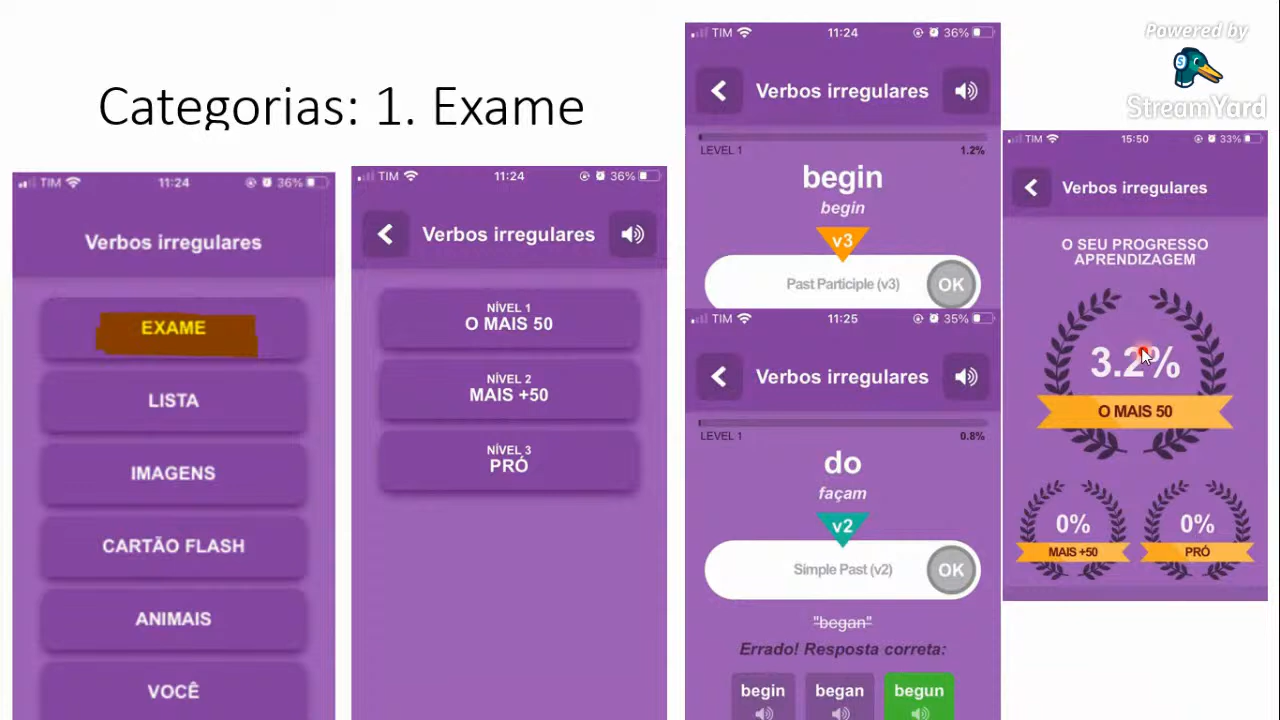 Categorias: 1. Exame
Powered by
StreamYard
TIM 11:24 36%
Verbos irregulares
EXAME
LISTA
IMAGENS
CARTÃO FLASH
ANIMAIS
VOCÊ
TIM 11:24 36%
Verbos irregulares
NÍVEL 1
O MAIS 50
NÍVEL 2
MAIS +50
NÍVEL 3
PRÓ
TIM 11:24 36%
Verbos irregulares
LEVEL 1 1.2%
begin
begin
v3
Past Participle (v3) OK
TIM 11:25 35%
Verbos irregulares
LEVEL 1 0.8%
do
façam
v2
Simple Past (v2) OK
"began"
Errado! Resposta correta:
begin began begun
TIM 15:50 33%
Verbos irregulares
O SEU PROGRESSO
APRENDIZAGEM
3.2%
O MAIS 50
0% 0%
MAIS +50 PRÓ